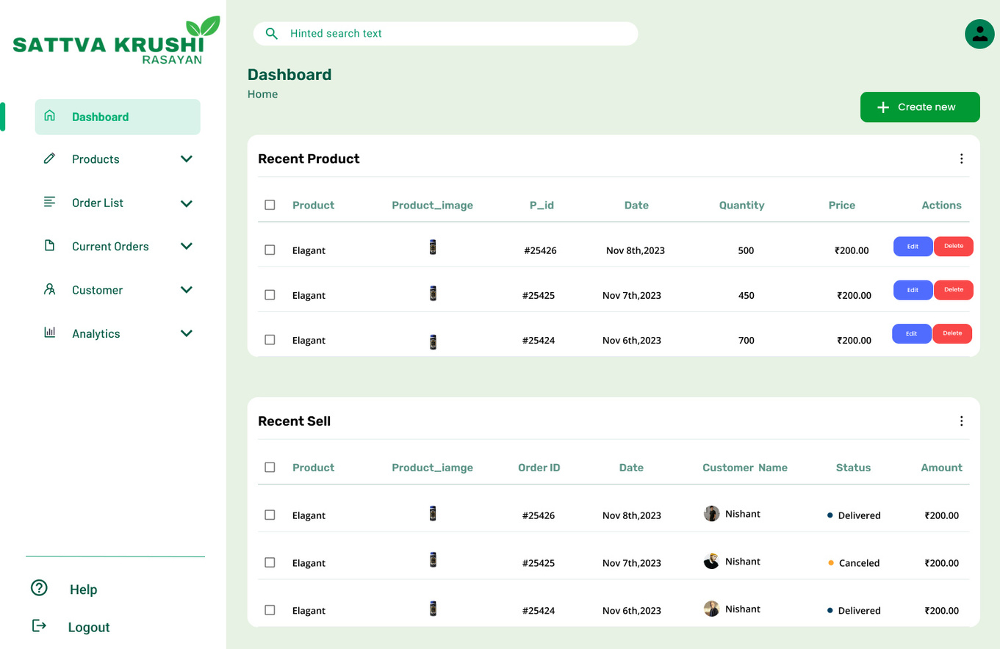 SATTVA KRUSHI
RASAYAN
Hinted search text
Dashboard
Home
Create new
Dashboard
Products
Order List
Current Orders
Customer
Analytics
Help
Logout
Recent Product
Product Product_image P_id Date Quantity Price Actions
Elagant #25426 Nov 8th,2023 500 ₹200.00 Edit Delete
Elagant #25425 Nov 7th,2023 450 ₹200.00 Edit Delete
Elagant #25424 Nov 6th,2023 700 ₹200.00 Edit Delete
Recent Sell
Product Product_iamge Order ID Date Customer Name Status Amount
Elagant #25426 Nov 8th,2023 Nishant Delivered ₹200.00
Elagant #25425 Nov 7th,2023 Nishant Canceled ₹200.00
Elagant #25424 Nov 6th,2023 Nishant Delivered ₹200.00